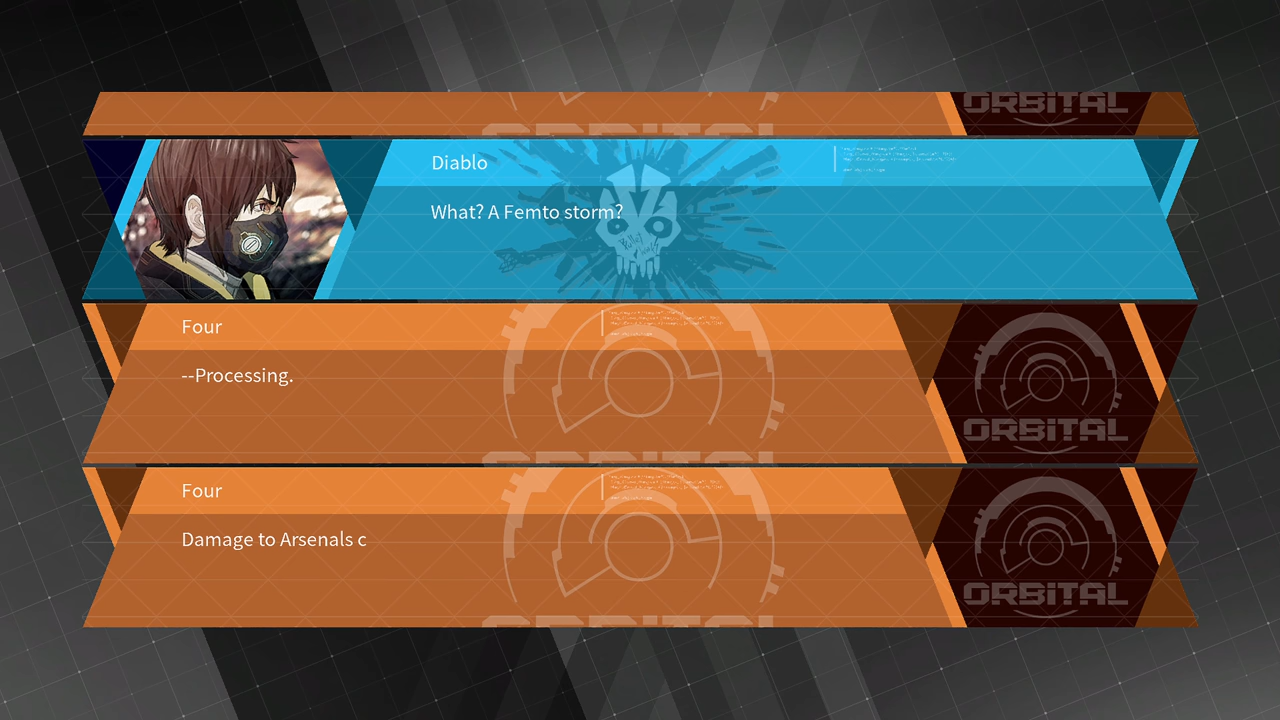 ORBITAL
Diablo
What? A Femto storm?
Four
--Processing.
ORBITAL
Four
Damage to Arsenals c
ORBITAL